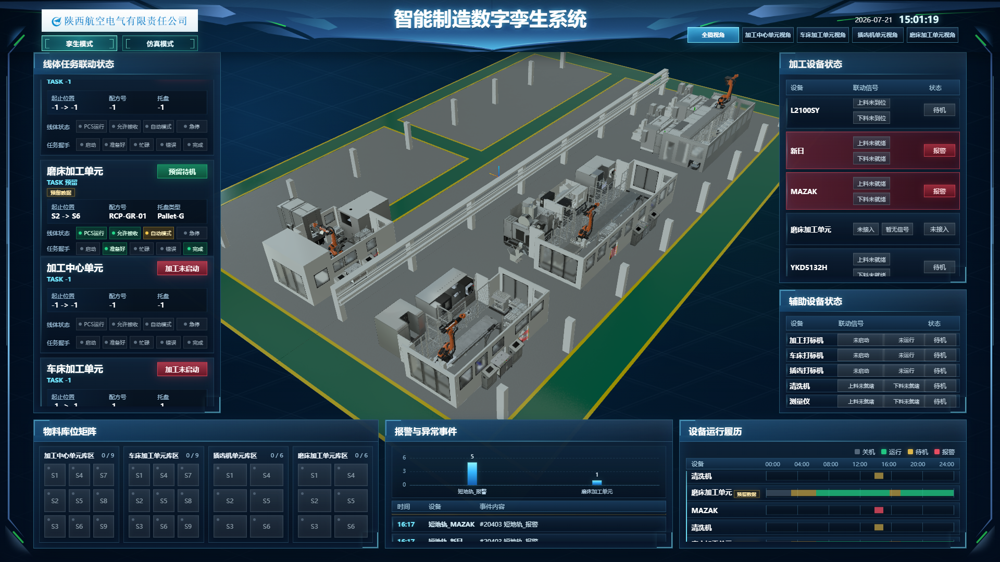 陕西航空电气有限责任公司
智能制造数字孪生系统
2026-07-21 15:01:19
孪生模式 仿真模式
全局视角 加工中心单元视角 车床加工单元视角 插齿机单元视角 磨床加工单元视角
线体任务联动状态
TASK -1
起止位置 配方号 托盘
-1 -> -1 -1 -1
线体状态 PCS运行 允许接收 自动模式 急停
任务握手 启动 准备好 忙碌 错误 完成
磨床加工单元 预留待机
TASK 预留
预留数据
起止位置 配方号 托盘类型
S2 -> S6 RCP-GR-01 Pallet-G
线体状态 PCS运行 允许接收 自动模式 急停
任务握手 启动 准备好 忙碌 错误 完成
加工中心单元 加工未启动
TASK -1
起止位置 配方号 托盘
-1 -> -1 -1 -1
线体状态 PCS运行 允许接收 自动模式 急停
任务握手 启动 准备好 忙碌 错误 完成
车床加工单元 加工未启动
TASK -1
起止位置 配方号 托盘
-1 -> -1 -1 -1
加工设备状态
设备 联动信号 状态
L2100SY 上料未到位 下料未到位 待机
新日 上料未就绪 下料未就绪 报警
MAZAK 上料未就绪 下料未就绪 报警
磨床加工单元 未接入 暂无信号 未接入
YKD5132H 上料未就绪 下料未就绪 待机
辅助设备状态
设备 联动信号 状态
加工打标机 未启动 未运行 待机
车床打标机 未启动 未运行 待机
插齿打标机 未启动 未运行 待机
清洗机 上料未就绪 下料未就绪 待机
测量仪 上料未就绪 下料未就绪 待机
物料库位矩阵
加工中心单元库区 0 / 9
S1 S4 S7
S2 S5 S8
S3 S6 S9
车床加工单元库区 0 / 9
S1 S4 S7
S2 S5 S8
S3 S6 S9
插齿机单元库区 0 / 6
S1 S4
S2 S5
S3 S6
磨床加工单元库区 0 / 6
S1 S4
S2 S5
S3 S6
报警与异常事件
6
3
0
5
1
短地轨_报警 磨床加工单元
时间 设备 事件内容
16:17 短地轨_MAZAK #20403 短地轨_报警
16:17 短地轨_新日 #20403 短地轨_报警
设备运行履历
关机 运行 待机 报警
设备 00:00 04:00 08:00 12:00 16:00 20:00 24:00
清洗机
磨床加工单元 预留数据
MAZAK
清洗机